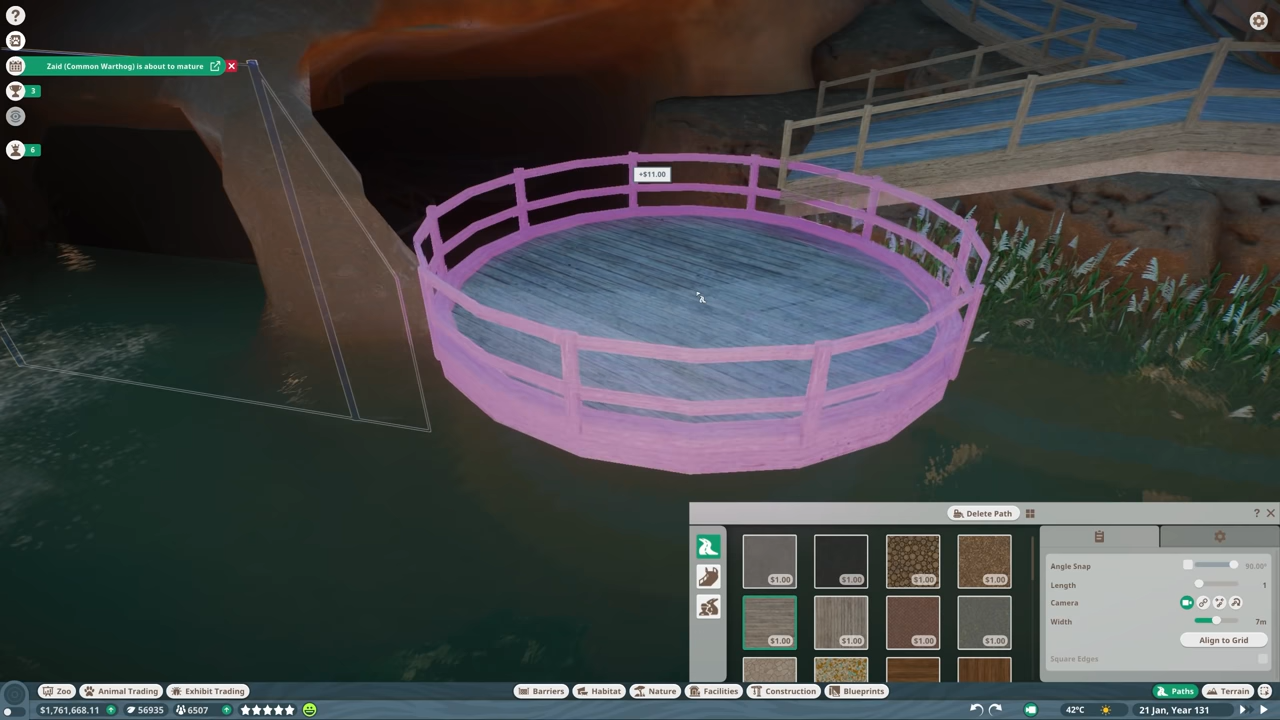 ?
Zaid (Common Warthog) is about to mature
3
6
+$11.00
Delete Path
?
$1.00 $1.00 $1.00 $1.00
$1.00 $1.00 $1.00 $1.00
Angle Snap 90.00°
Length 1
Camera
Width 7m
Align to Grid
Square Edges
Zoo Animal Trading Exhibit Trading Barriers Habitat Nature Facilities Construction Blueprints Paths Terrain
$1,761,668.11 56935 6507 42°C 21 Jan, Year 131